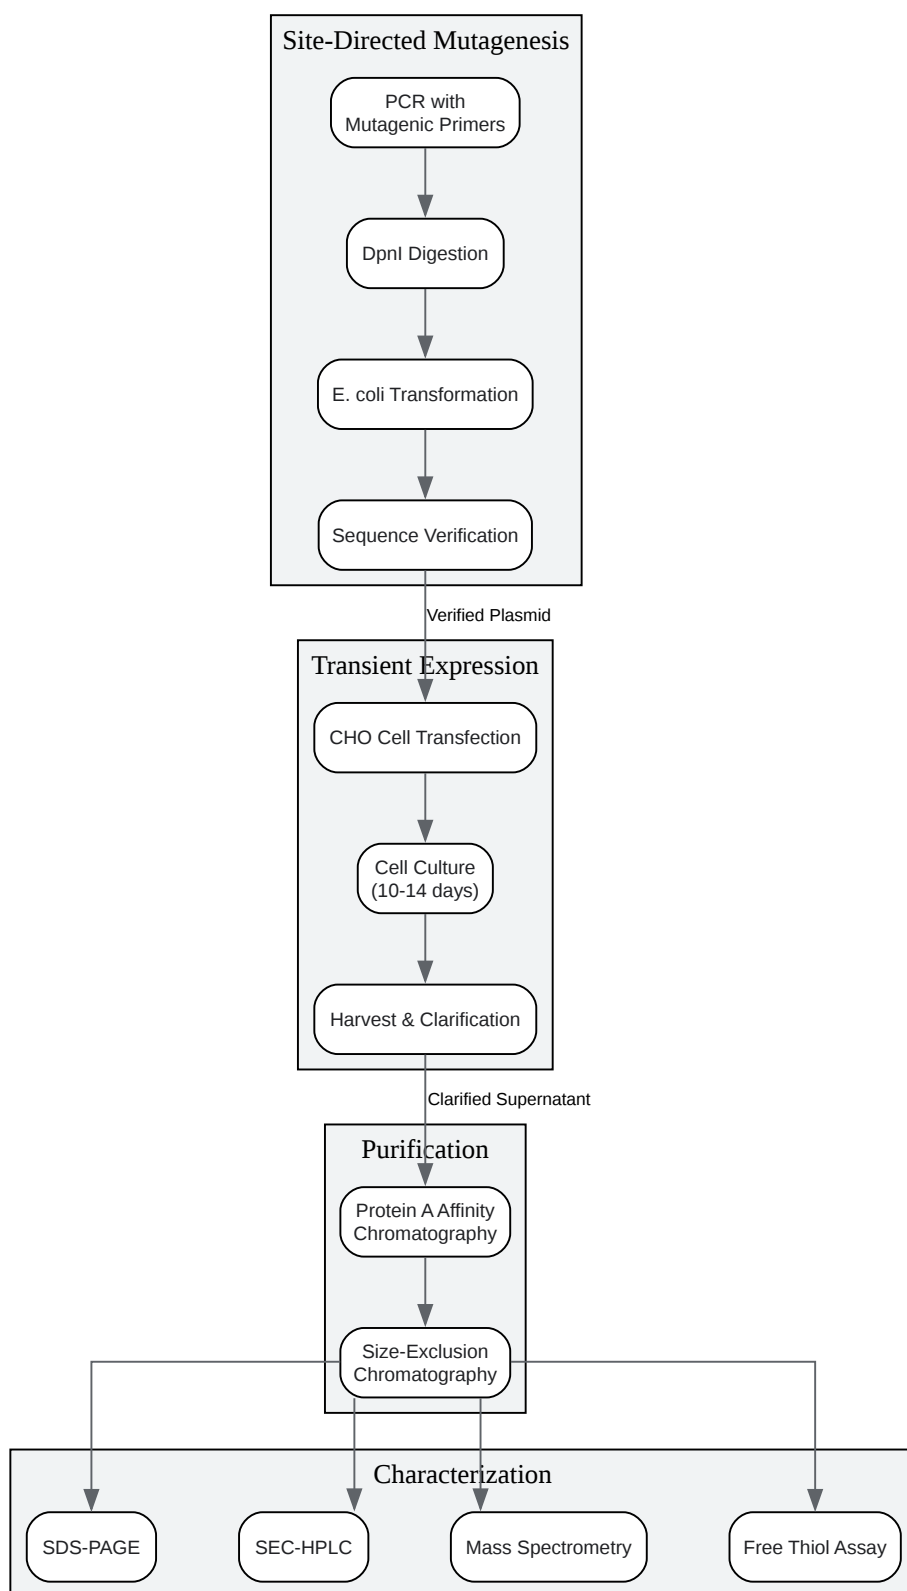 Site-Directed Mutagenesis
PCR with
Mutagenic Primers
DpnI Digestion
E. coli Transformation
Sequence Verification
Verified Plasmid
Transient Expression
CHO Cell Transfection
Cell Culture
(10-14 days)
Harvest & Clarification
Clarified Supernatant
Purification
Protein A Affinity
Chromatography
Size-Exclusion
Chromatography
Characterization
SDS-PAGE
SEC-HPLC
Mass Spectrometry
Free Thiol Assay